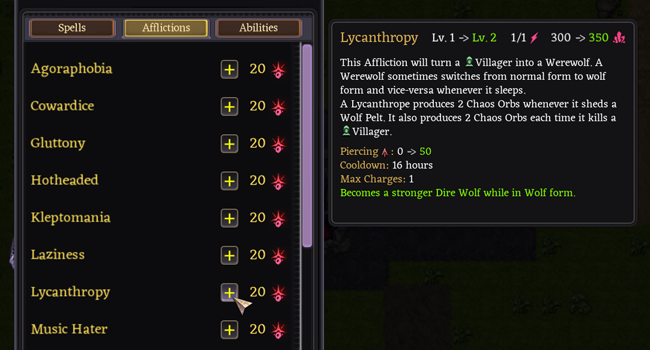 Spells
Afflictions
Abilities
Agoraphobia + 20
Cowardice + 20
Gluttony + 20
Hotheaded + 20
Kleptomania + 20
Laziness + 20
Lycanthropy + 20
Music Hater + 20
Lycanthropy Lv. 1 -> Lv. 2 1/1 300 -> 350
This Affliction will turn a Villager into a Werewolf. A
Werewolf sometimes switches from normal form to wolf
form and vice-versa whenever it sleeps.
A Lycanthrope produces 2 Chaos Orbs whenever it sheds a
Wolf Pelt. It also produces 2 Chaos Orbs each time it kills a
Villager.
Piercing : 0 -> 50
Cooldown: 16 hours
Max Charges: 1
Becomes a stronger Dire Wolf while in Wolf form.